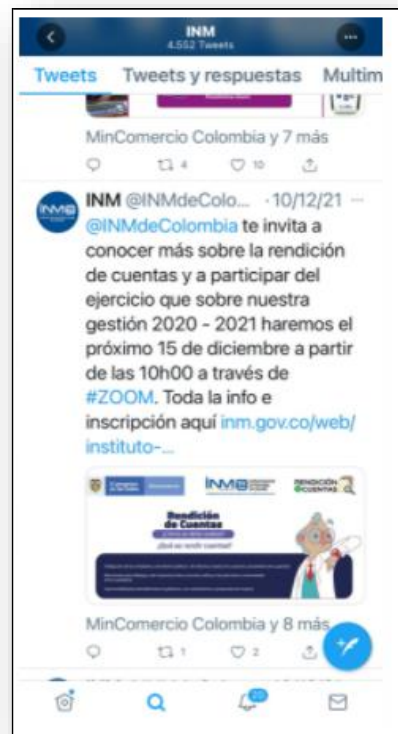 INM
4.552 Tweets
Tweets Tweets y respuestas Multim
MinComercio Colombia y 7 más
4 10
INM @INMdeColo... · 10/12/21
@INMdeColombia te invita a
conocer más sobre la rendición
de cuentas y a participar del
ejercicio que sobre nuestra
gestión 2020 - 2021 haremos el
próximo 15 de diciembre a partir
de las 10h00 a través de
#ZOOM. Toda la info e
inscripción aquí inm.gov.co/web/
instituto-...
INM
RENDICIÓN
CUENTAS
Rendición
de Cuentas
¿Qué es rendir cuentas?
MinComercio Colombia y 8 más
1 2
20